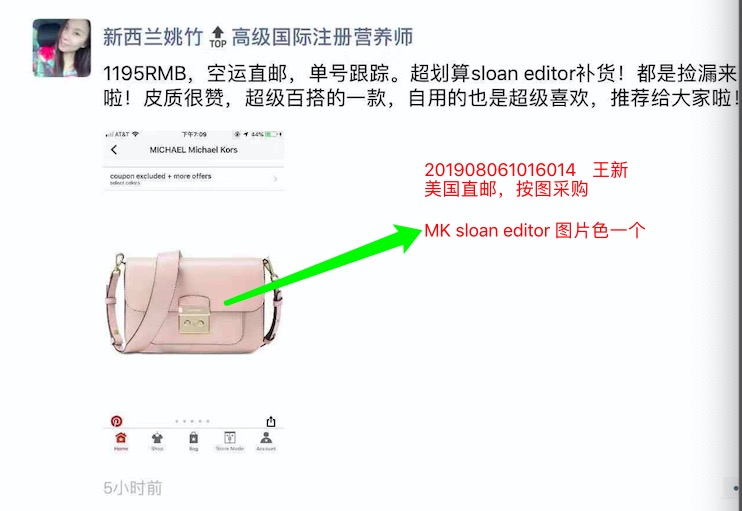 新西兰姚竹🔝高级国际注册营养师
1195RMB，空运直邮，单号跟踪。超划算sloan editor补货！都是捡漏来
啦！皮质很赞，超级百搭的一款，自用的也是超级喜欢，推荐给大家啦！
AT&T 下午7:09 44%
MICHAEL Michael Kors
coupon excluded + more offers
select colors
201908061016014 王新
美国直邮，按图采购
MK sloan editor 图片色一个
Home Shop Bag Store Mode Account
5小时前